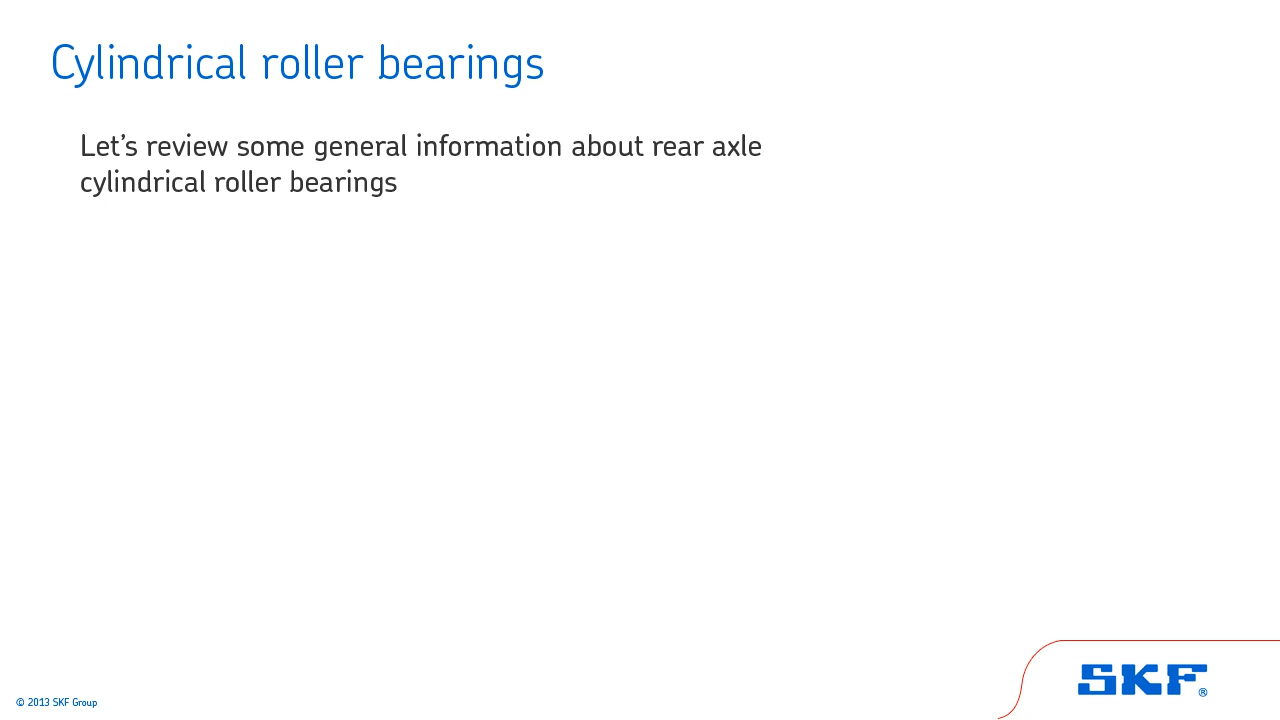 Cylindrical roller bearings
Let’s review some general information about rear axle
cylindrical roller bearings
SKF®
© 2013 SKF Group